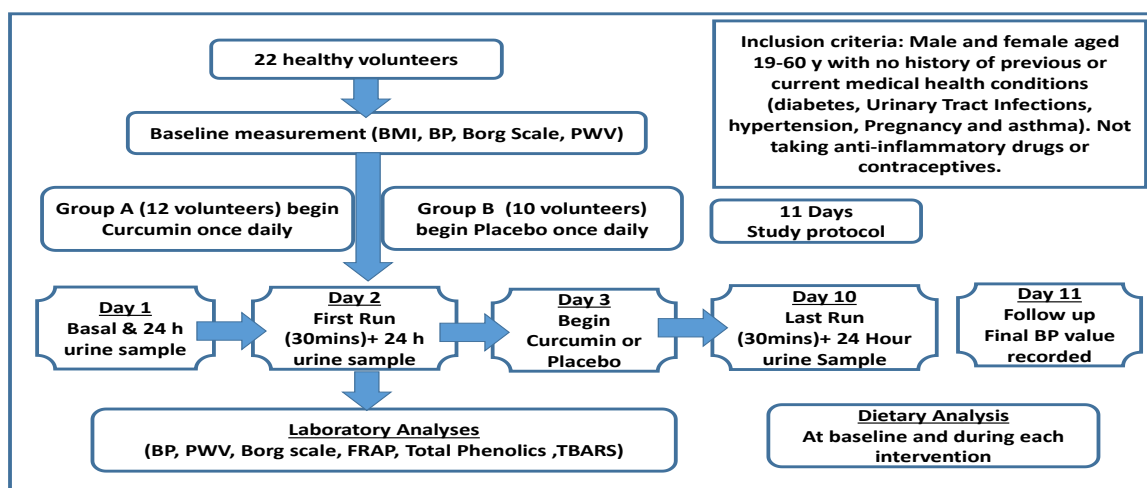 22 healthy volunteers
Inclusion criteria: Male and female aged
19-60 y with no history of previous or
current medical health conditions
(diabetes, Urinary Tract Infections,
hypertension, Pregnancy and asthma). Not
taking anti-inflammatory drugs or
contraceptives.
Baseline measurement (BMI, BP, Borg Scale, PWV)
Group A (12 volunteers) begin
Curcumin once daily
Group B (10 volunteers)
begin Placebo once daily
11 Days
Study protocol
Day 1
Basal & 24 h
urine sample
Day 2
First Run
(30mins)+ 24 h
urine sample
Day 3
Begin
Curcumin or
Placebo
Day 10
Last Run
(30mins)+ 24 Hour
urine Sample
Day 11
Follow up
Final BP value
recorded
Laboratory Analyses
(BP, PWV, Borg scale, FRAP, Total Phenolics ,TBARS)
Dietary Analysis
At baseline and during each
intervention